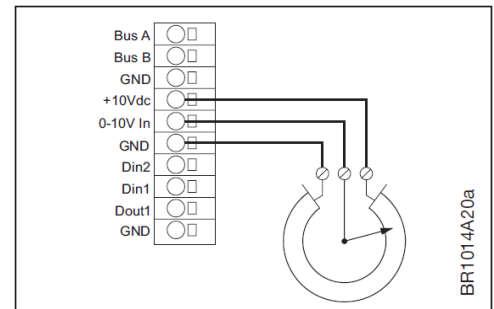 Bus A
Bus B
GND
+10Vdc
0-10V In
GND
Din2
Din1
Dout1
GND
BR1014A20a